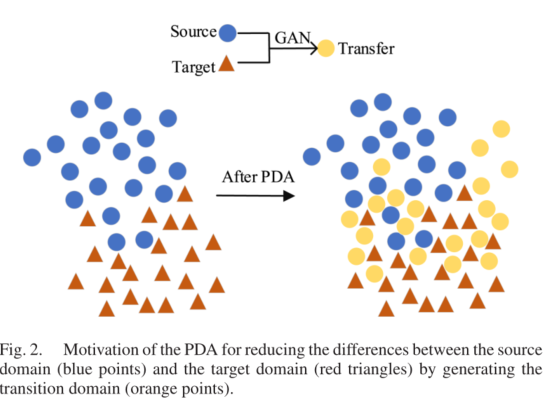 Source
GAN
Transfer
Target
After PDA
Fig. 2. Motivation of the PDA for reducing the differences between the source
domain (blue points) and the target domain (red triangles) by generating the
transition domain (orange points).